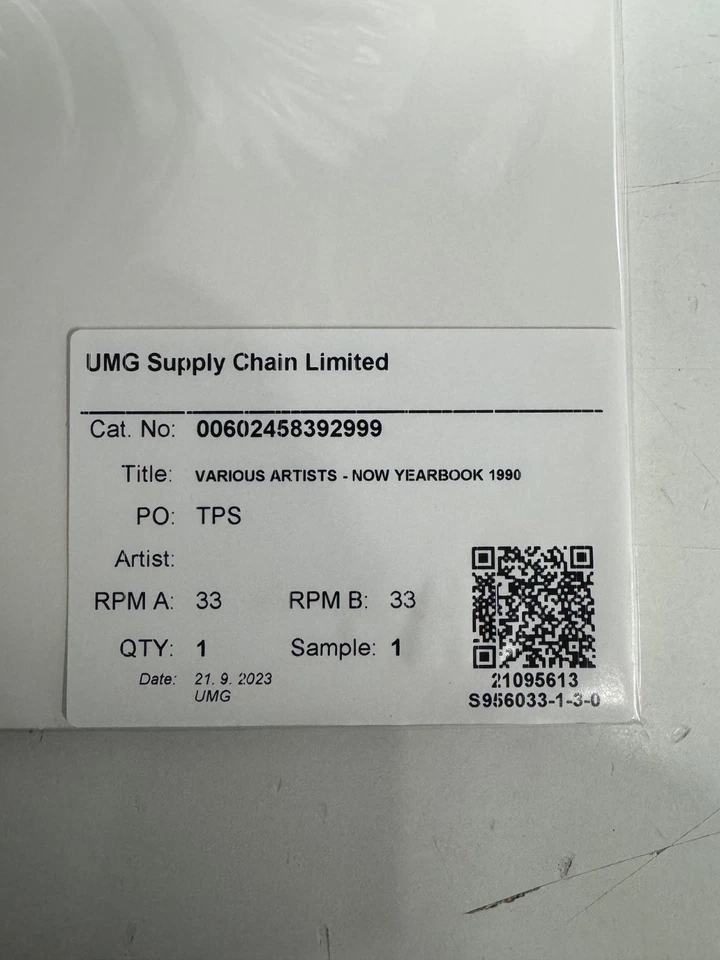 UMG Supply Chain Limited
Cat. No: 00602458392999
Title: VARIOUS ARTISTS - NOW YEARBOOK 1990
PO: TPS
Artist:
RPM A: 33 RPM B: 33
QTY: 1 Sample: 1
Date: 21. 9. 2023
UMG
21095613
S956033-1-3-0